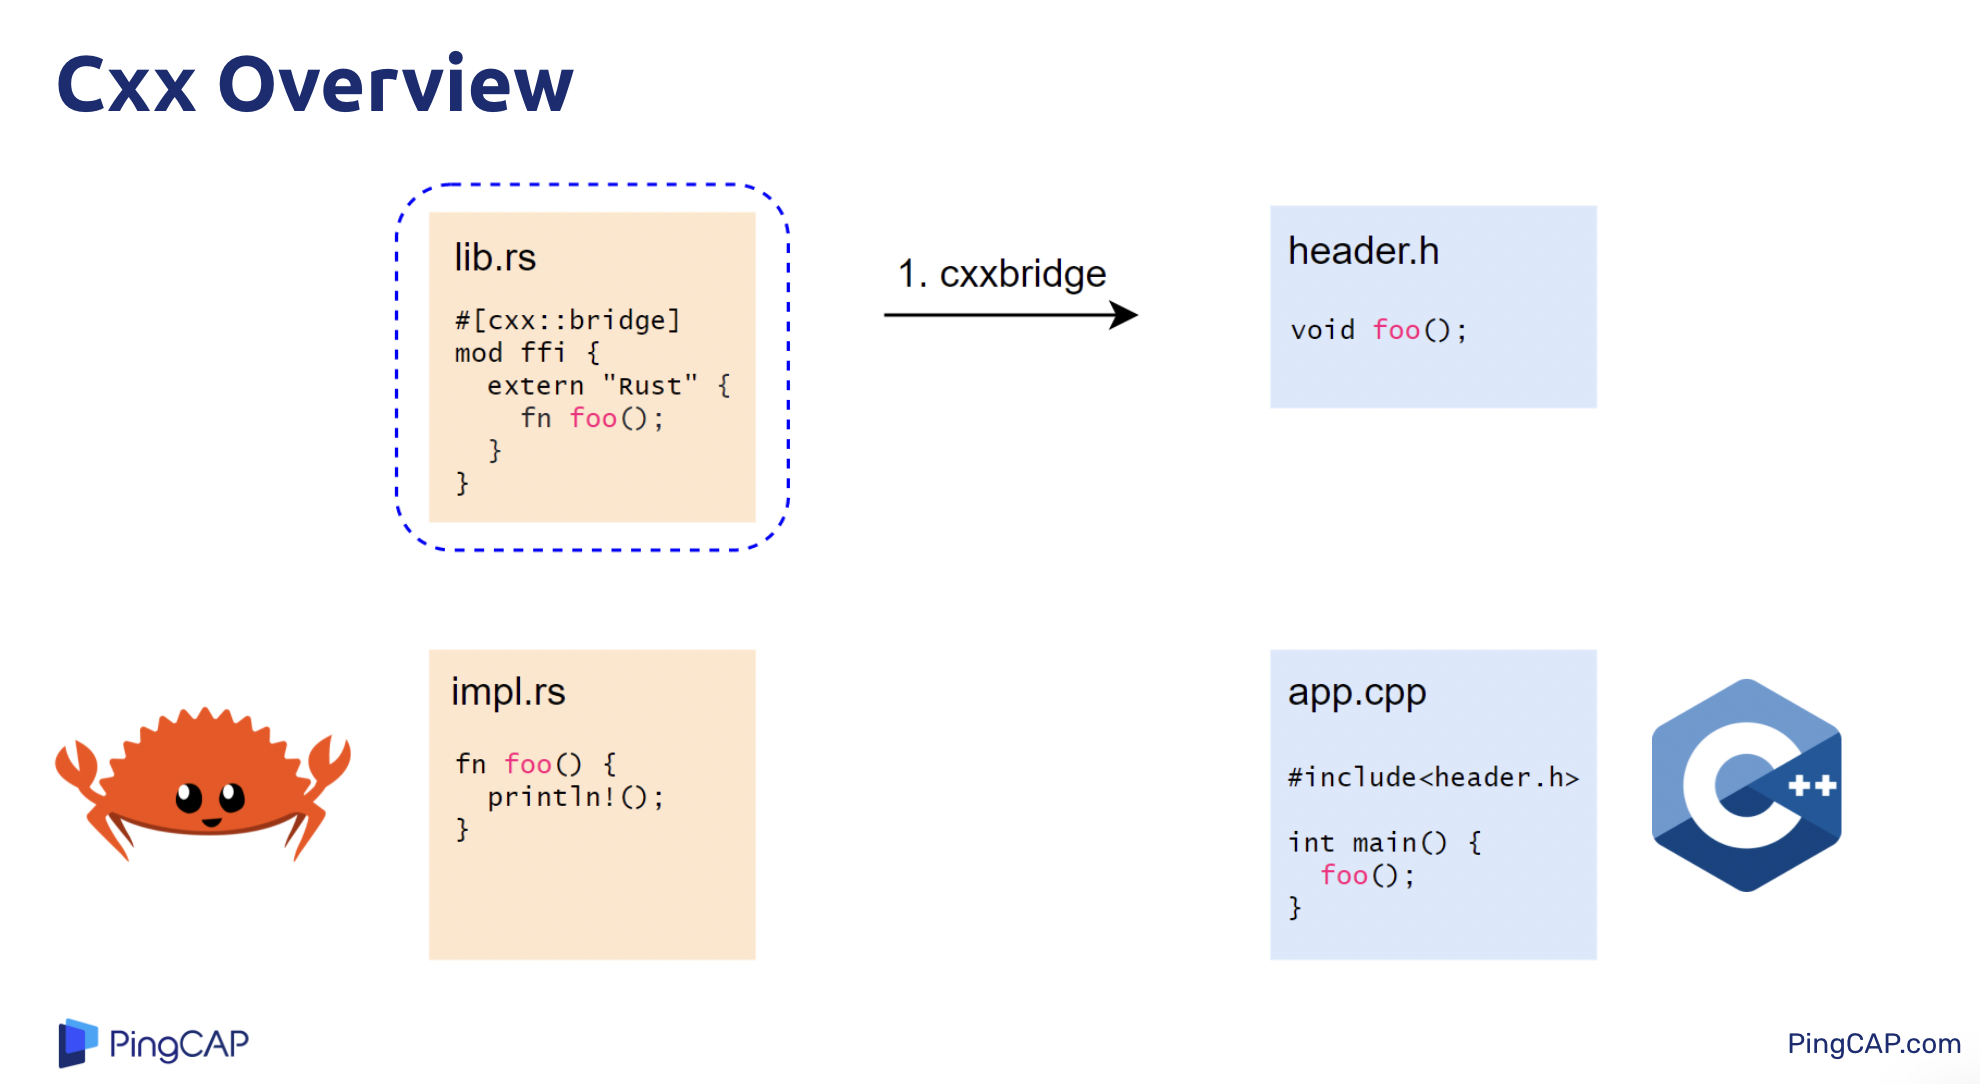 Cxx Overview
lib.rs
#[cxx::bridge]
mod ffi {
  extern "Rust" {
    fn foo();
  }
}
1. cxxbridge
header.h
void foo();
impl.rs
fn foo() {
  println!();
}
app.cpp
#include<header.h>
int main() {
  foo();
}
C++
PingCAP
PingCAP.com